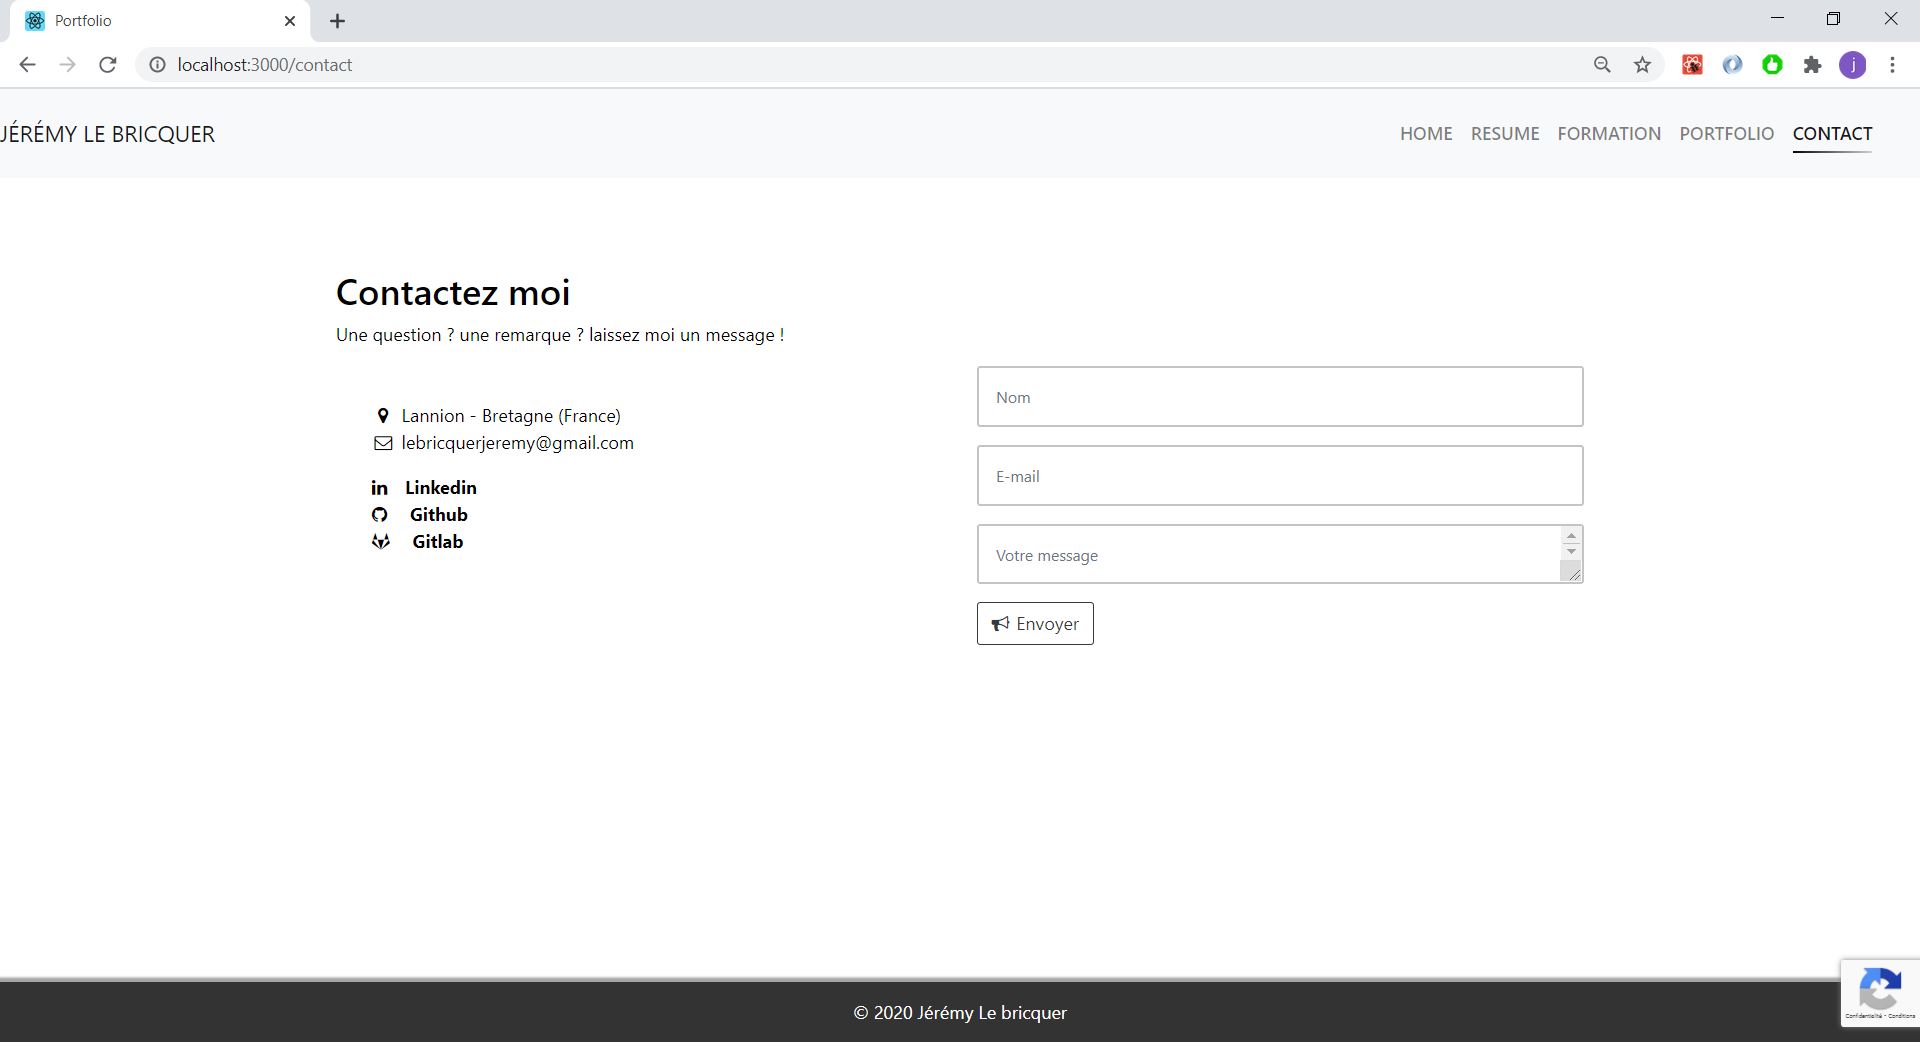 Portfolio
localhost:3000/contact
j
JÉRÉMY LE BRICQUER
HOME RESUME FORMATION PORTFOLIO CONTACT
Contactez moi
Une question ? une remarque ? laissez moi un message !
Lannion - Bretagne (France)
lebricquerjeremy@gmail.com
in Linkedin
Github
Gitlab
Nom
E-mail
Votre message
Envoyer
© 2020 Jérémy Le bricquer
Confidentialité - Conditions